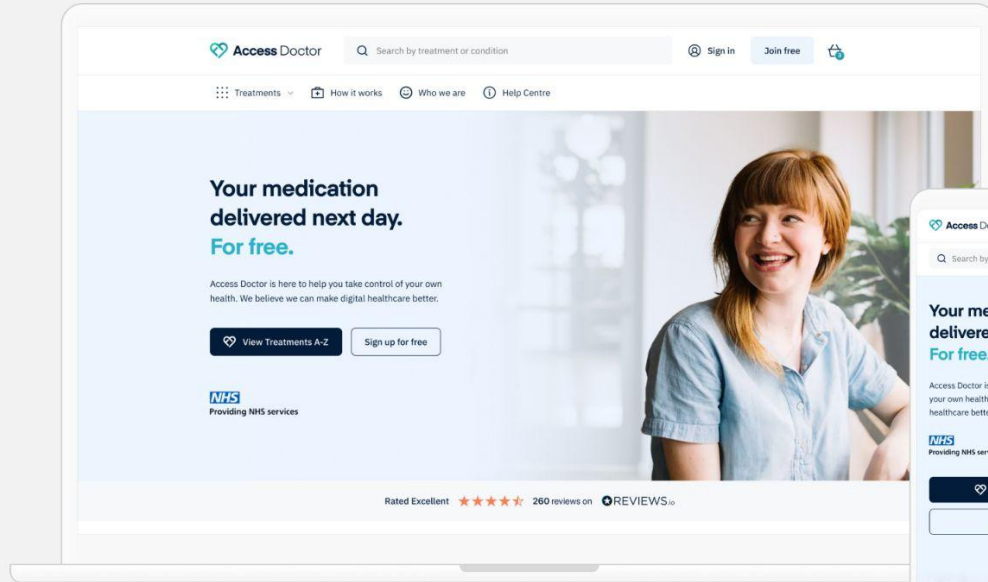 Access Doctor
Search by treatment or condition
Sign in
Join free
Treatments
How it works
Who we are
Help Centre
Your medication
delivered next day.
For free.
Access Doctor is here to help you take control of your own
health. We believe we can make digital healthcare better.
View Treatments A-Z
Sign up for free
NHS
Providing NHS services
Rated Excellent
260 reviews on
REVIEWS.io
Access
Search by
Your me
delivere
For free.
Access Doctor is
your own health
healthcare bette
NHS
Providing NHS ser